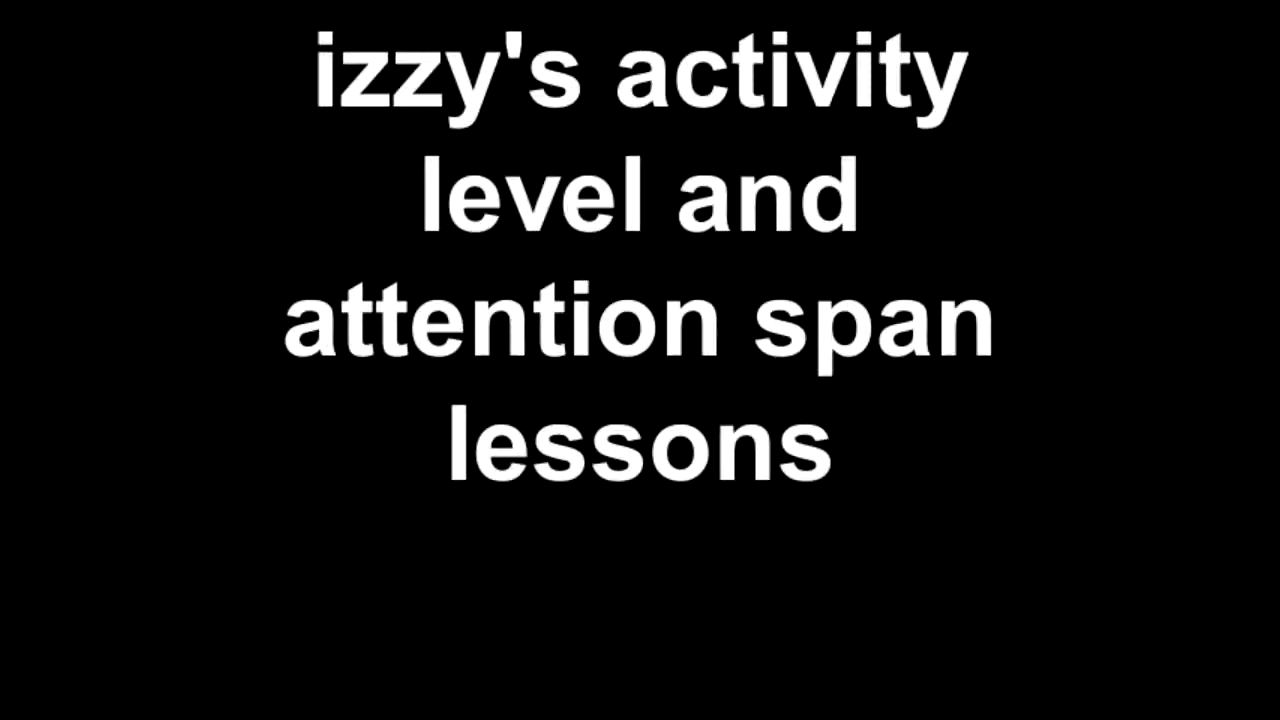 izzy's activity
level and
attention span
lessons